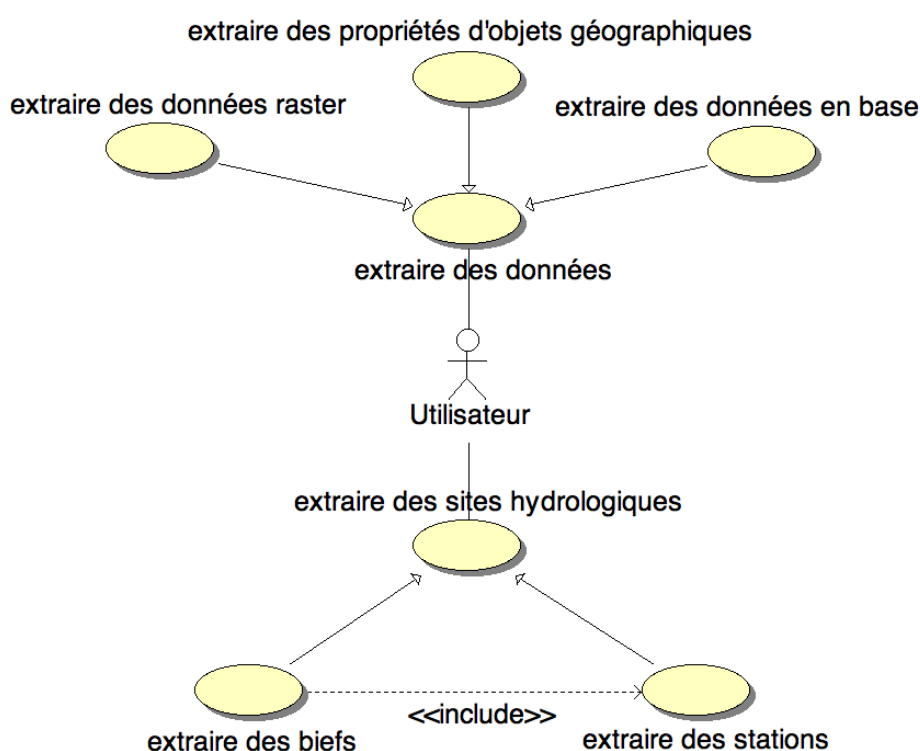 extraire des propriétés d'objets géographiques
extraire des données raster
extraire des données en base
extraire des données
Utilisateur
extraire des sites hydrologiques
<<include>>
extraire des biefs
extraire des stations